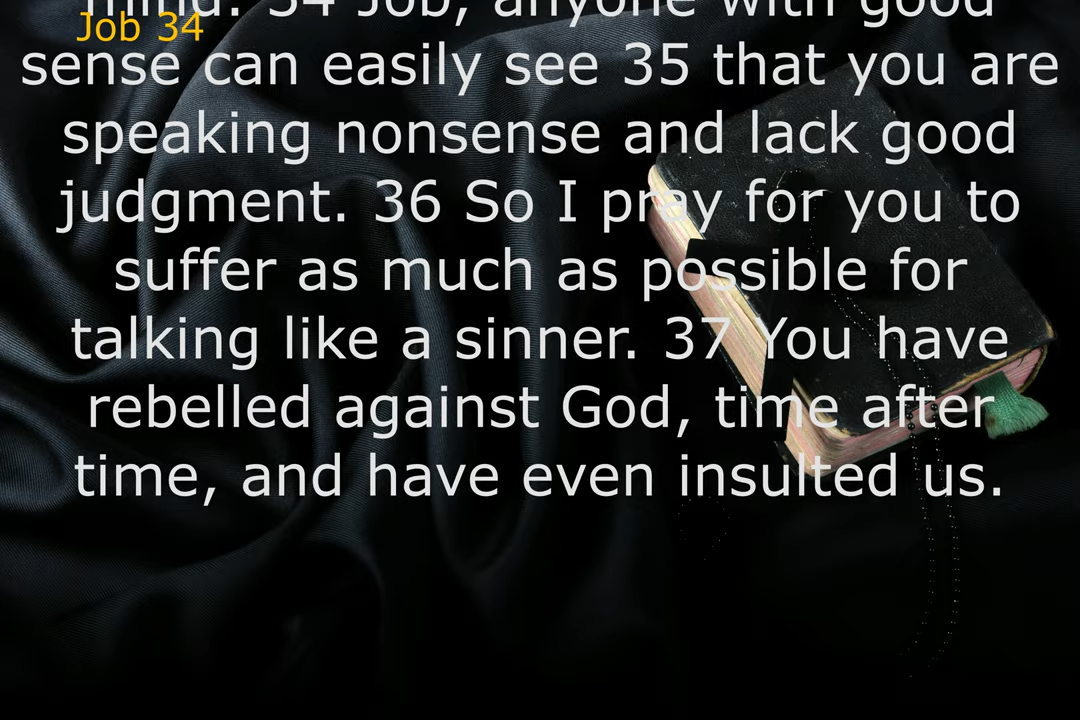 mind. 34 Job, anyone with good
Job 34
sense can easily see 35 that you are
speaking nonsense and lack good
judgment. 36 So I pray for you to
suffer as much as possible for
talking like a sinner. 37 You have
rebelled against God, time after
time, and have even insulted us.